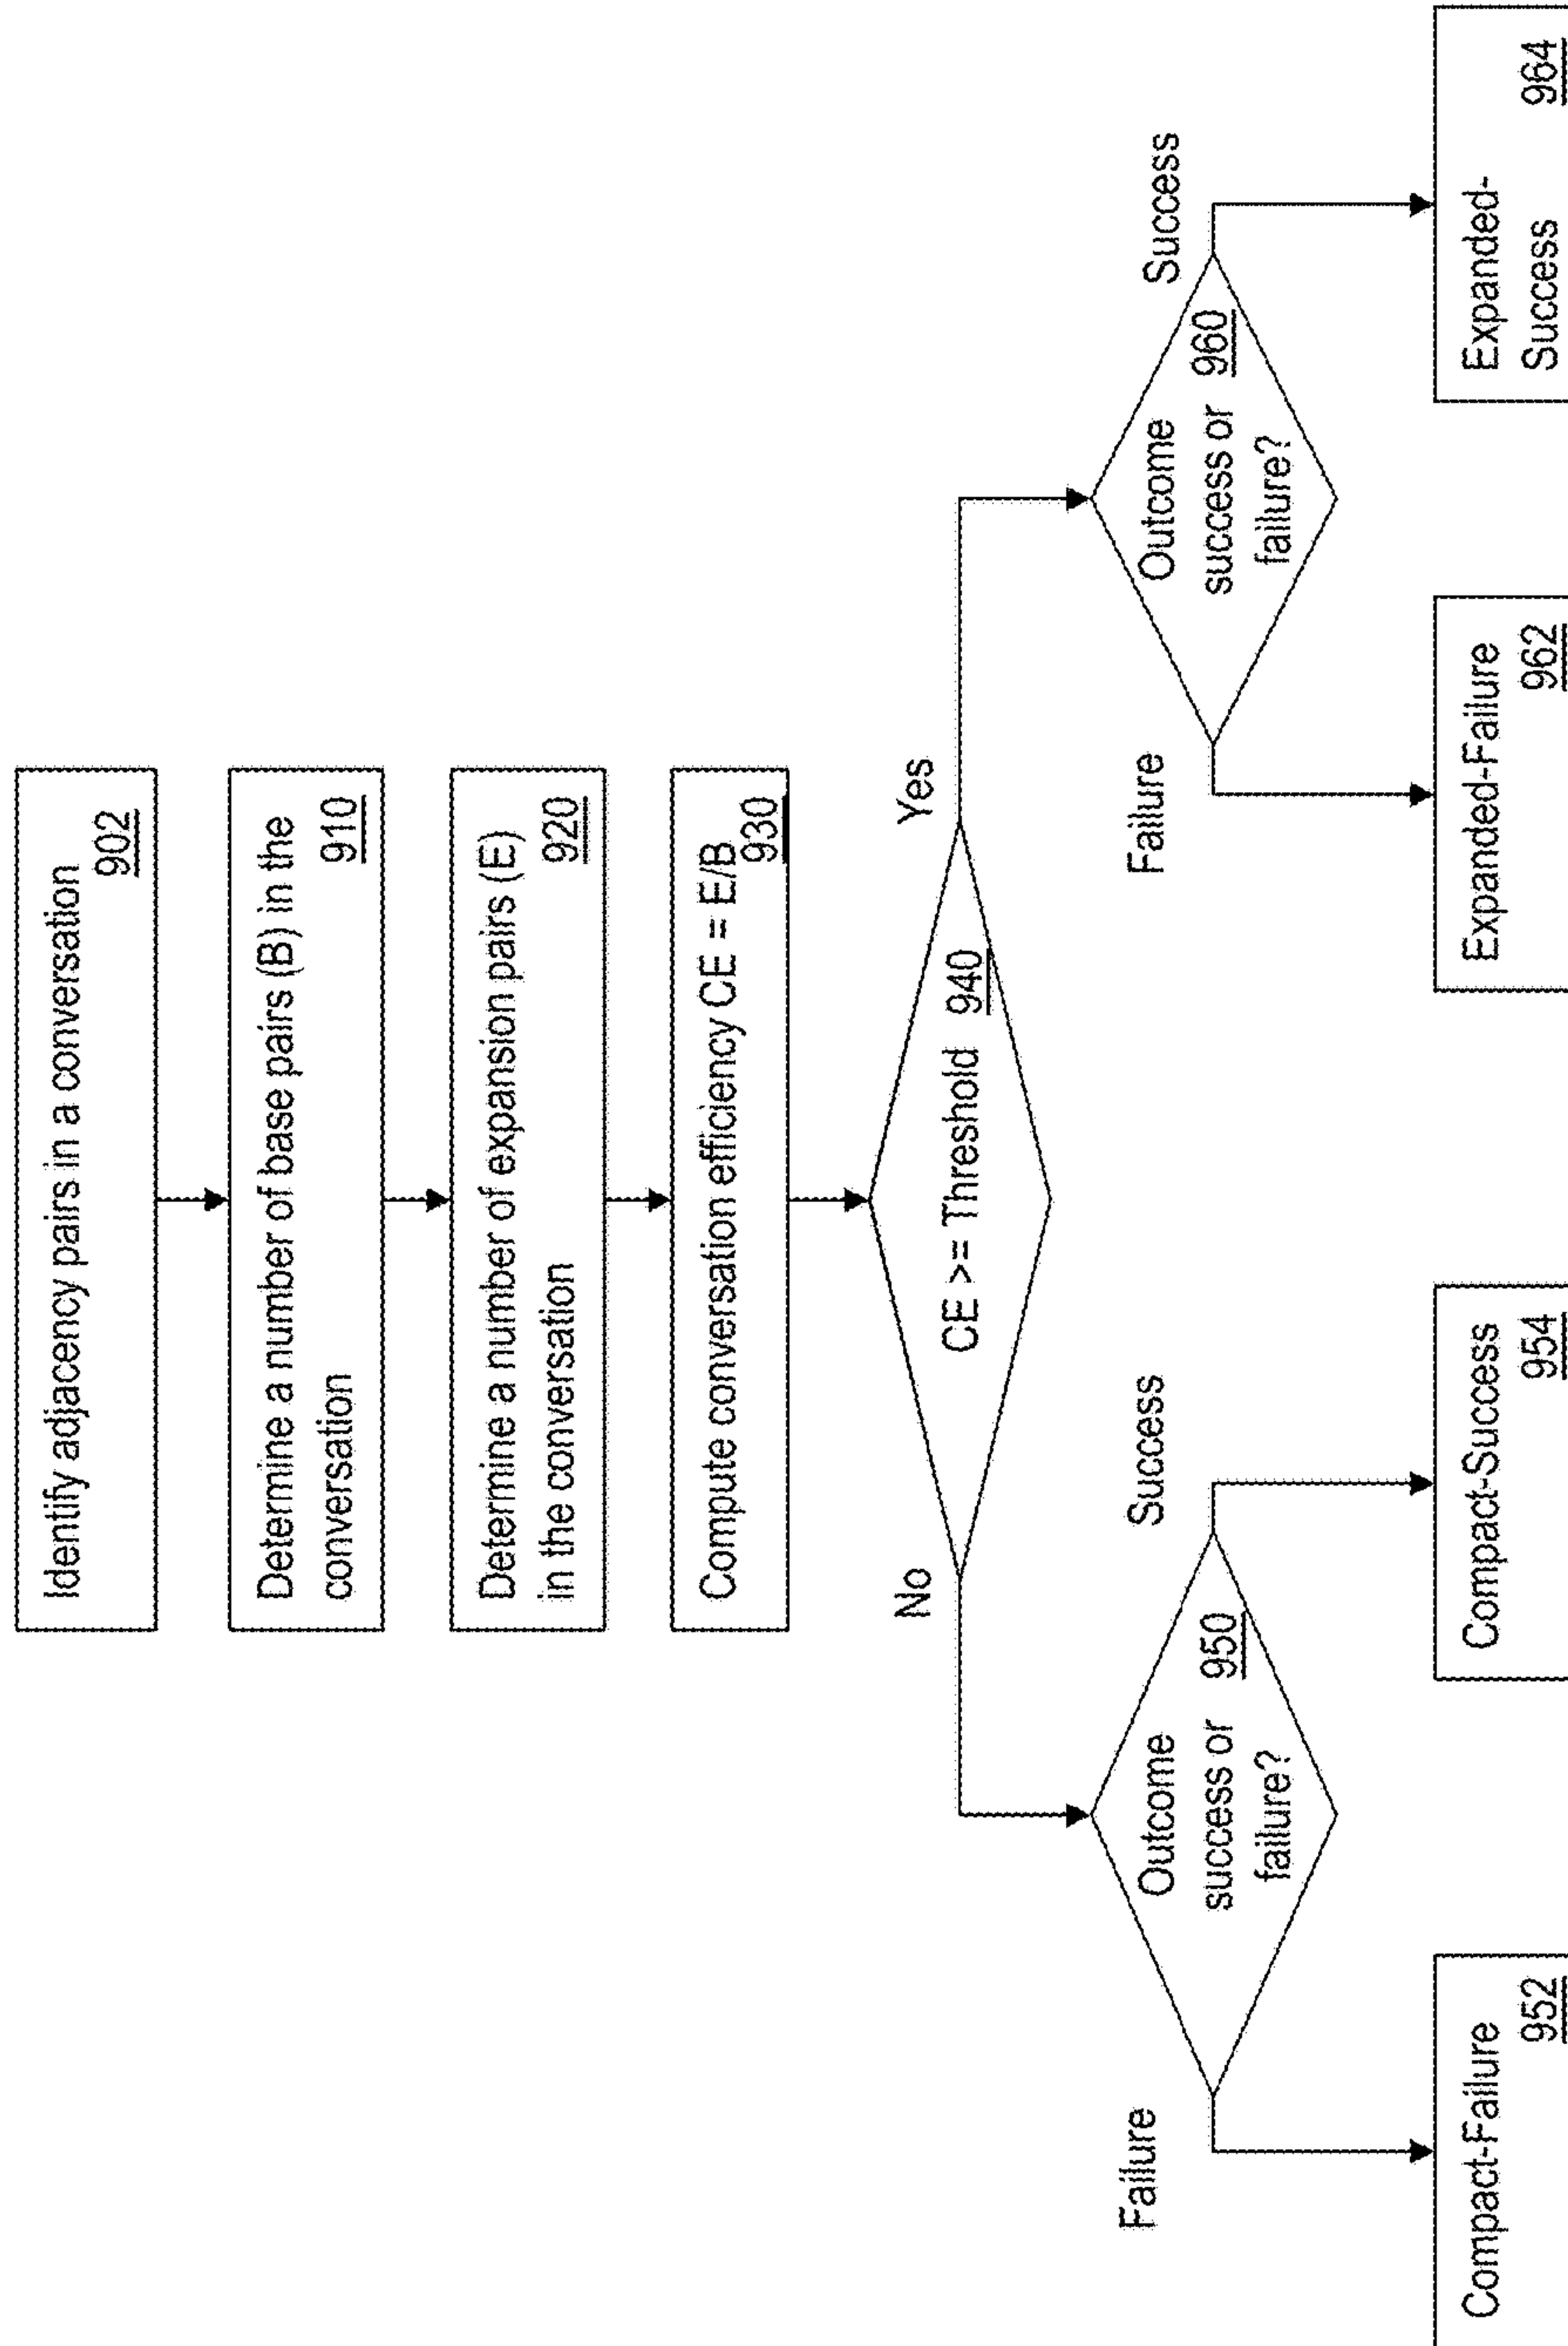 Identify adjacency pairs in a conversation
902
Determine a number of base pairs (B) in the
conversation
910
Determine a number of expansion pairs (E)
in the conversation
920
Compute conversation efficiency CE = E/B
930
CE >= Threshold
940
No
Yes
Outcome
success or
failure?
950
Failure
Success
Outcome
success or
failure?
960
Failure
Success
Compact-Failure
952
Compact-Success
954
Expanded-Failure
962
Expanded-
Success
964